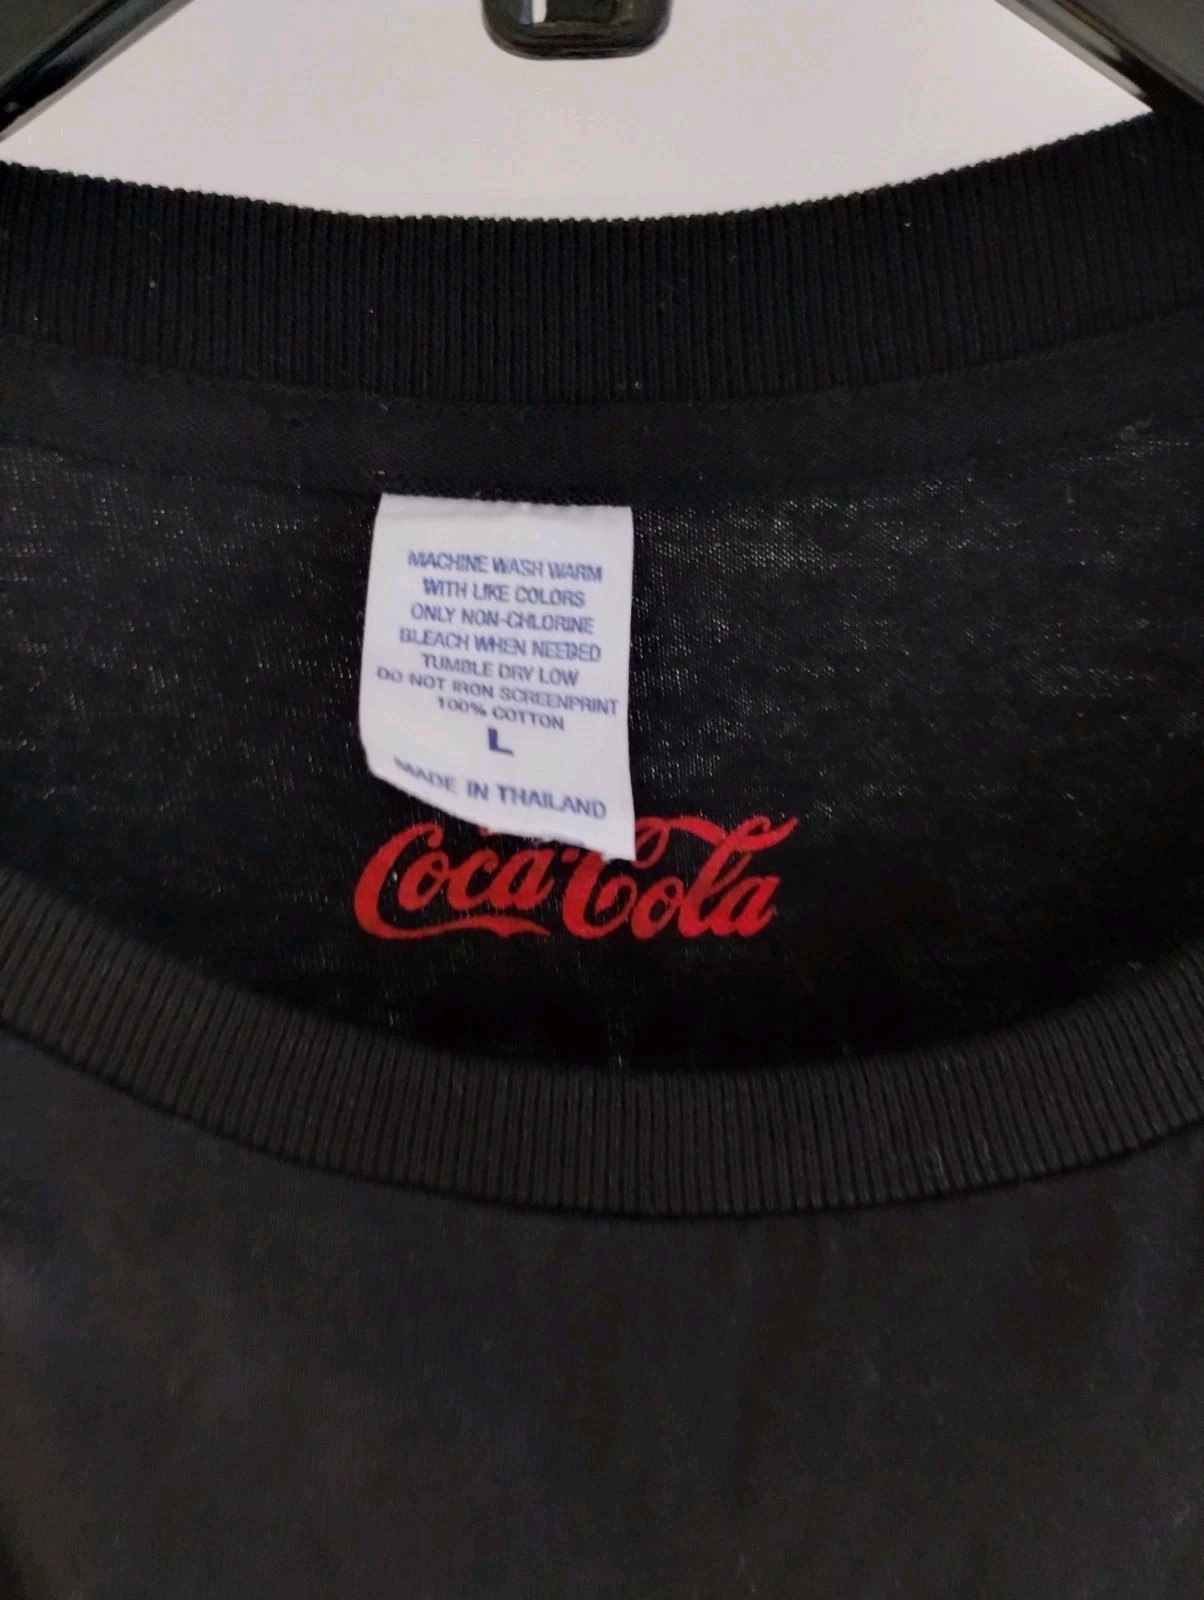 MACHINE WASH WARM
WITH LIKE COLORS
ONLY NON-CHLORINE
BLEACH WHEN NEEDED
TUMBLE DRY LOW
DO NOT IRON SCREENPRINT
100% COTTON
L
MADE IN THAILAND
Coca-Cola